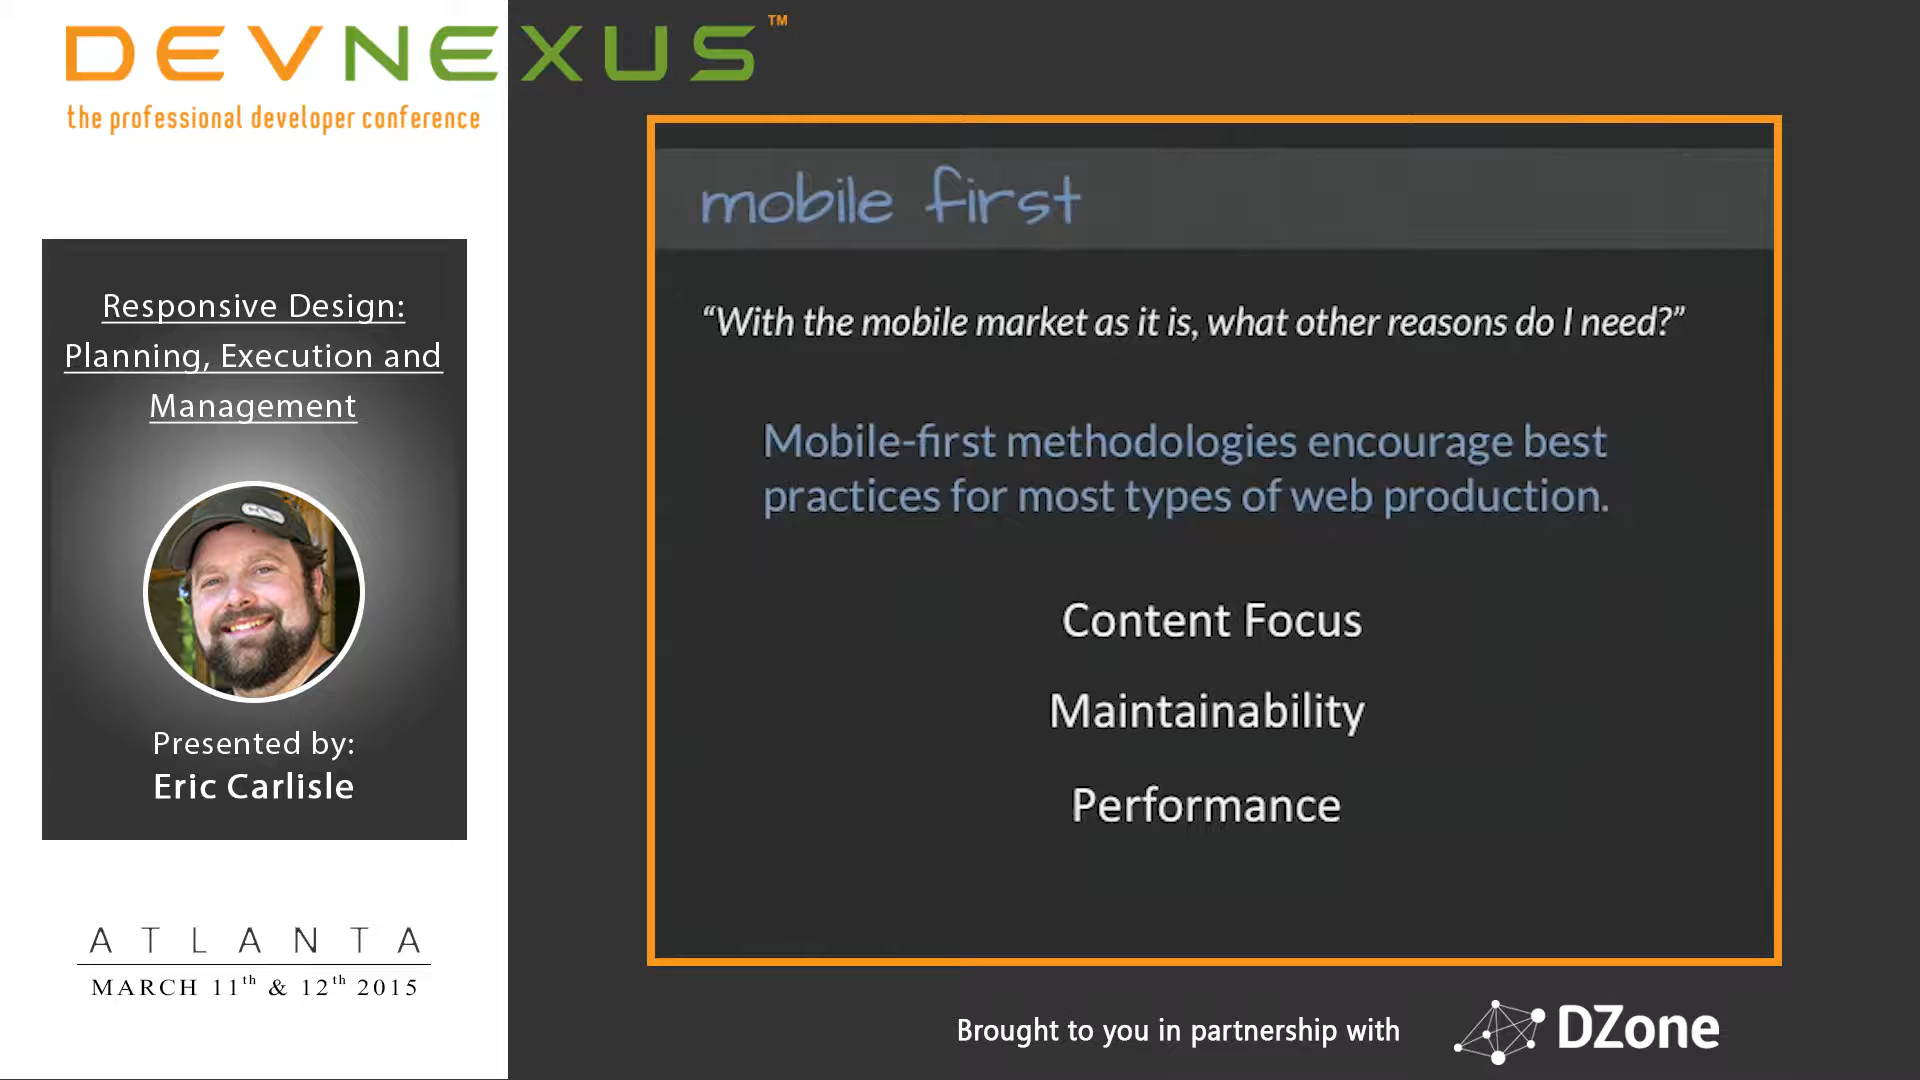 DEVNEXUS™
the professional developer conference
Responsive Design:
Planning, Execution and
Management
Presented by:
Eric Carlisle
ATLANTA
MARCH 11th & 12th 2015
mobile first
“With the mobile market as it is, what other reasons do I need?”
Mobile-first methodologies encourage best
practices for most types of web production.
Content Focus
Maintainability
Performance
Brought to you in partnership with
DZone